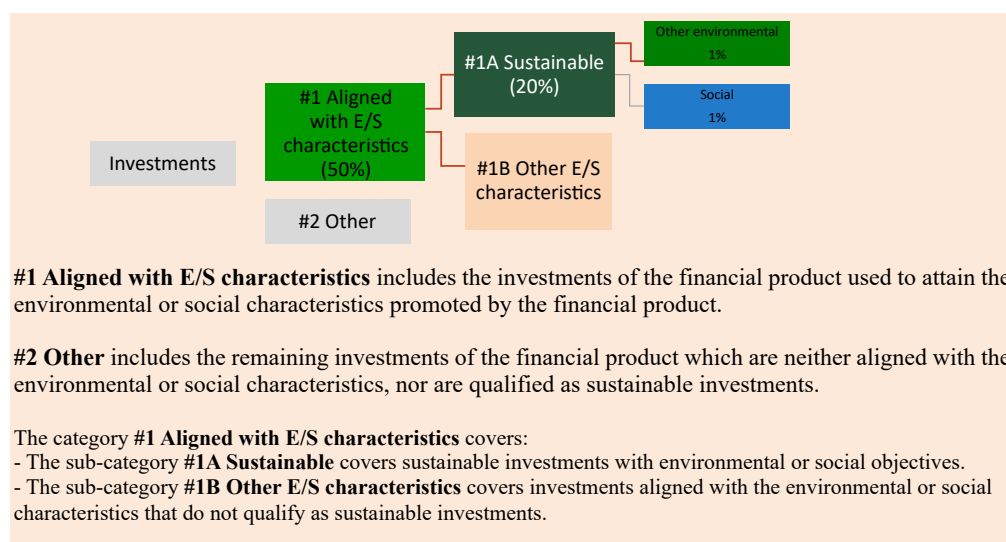 Other environmental
1%
#1A Sustainable
(20%)
Social
1%
#1 Aligned
with E/S
characteristics
(50%)
Investments
#1B Other E/S
characteristics
#2 Other
#1 Aligned with E/S characteristics includes the investments of the financial product used to attain the
environmental or social characteristics promoted by the financial product.
#2 Other includes the remaining investments of the financial product which are neither aligned with the
environmental or social characteristics, nor are qualified as sustainable investments.
The category #1 Aligned with E/S characteristics covers:
- The sub-category #1A Sustainable covers sustainable investments with environmental or social objectives.
- The sub-category #1B Other E/S characteristics covers investments aligned with the environmental or social
characteristics that do not qualify as sustainable investments.